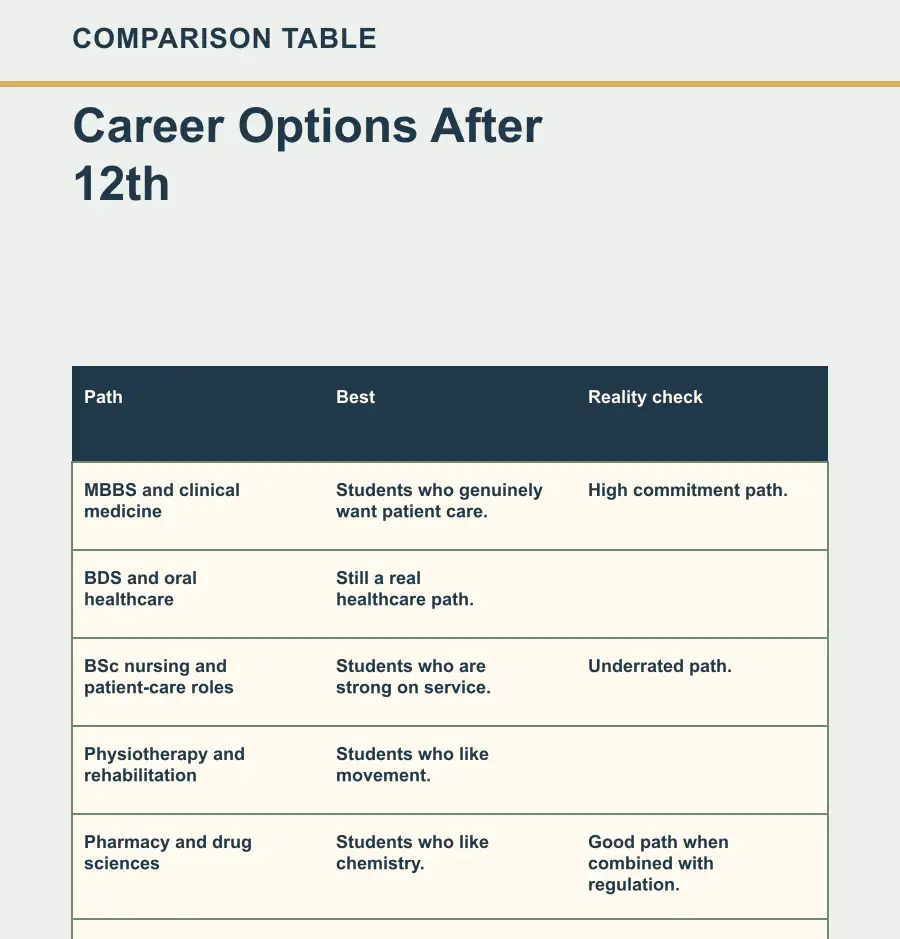 COMPARISON TABLE
Career Options After
12th
Path
Best
Reality check
MBBS and clinical
medicine
Students who genuinely
want patient care.
High commitment path.
BDS and oral
healthcare
Still a real
healthcare path.
BSc nursing and
patient-care roles
Students who are
strong on service.
Underrated path.
Physiotherapy and
rehabilitation
Students who like
movement.
Pharmacy and drug
sciences
Students who like
chemistry.
Good path when
combined with
regulation.